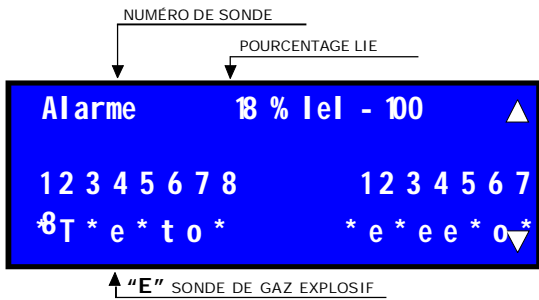 NUMÉRO DE SONDE
POURCENTAGE LIE
Alarme 18 % lel - 100
1 2 3 4 5 6 7 8 1 2 3 4 5 6 7
*8T * e * t o * * e * e e * o *
“E” SONDE DE GAZ EXPLOSIF